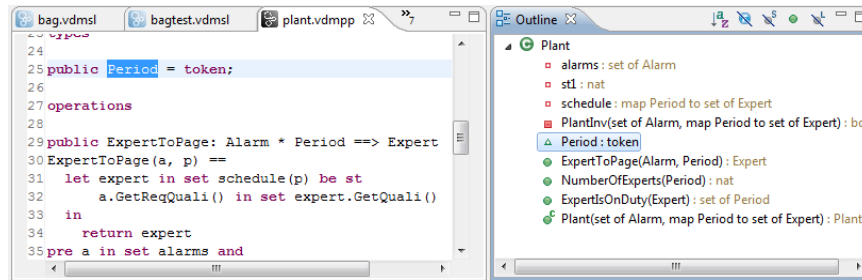 bag.vdmsl bagtest.vdmsl plant.vdmpp 7
23 types
24
25 public Period = token;
26
27 operations
28
29 public ExpertToPage: Alarm * Period ==> Expert
30 ExpertToPage(a, p) ==
31 let expert in set schedule(p) be st
32 a.GetReqQuali() in set expert.GetQuali()
33 in
34 return expert
35 pre a in set alarms and
Outline
Plant
alarms : set of Alarm
st1 : nat
schedule : map Period to set of Expert
PlantInv(set of Alarm, map Period to set of Expert) : bo
Period : token
ExpertToPage(Alarm, Period) : Expert
NumberOfExperts(Period) : nat
ExpertIsOnDuty(Expert) : set of Period
Plant(set of Alarm, map Period to set of Expert) : Plant